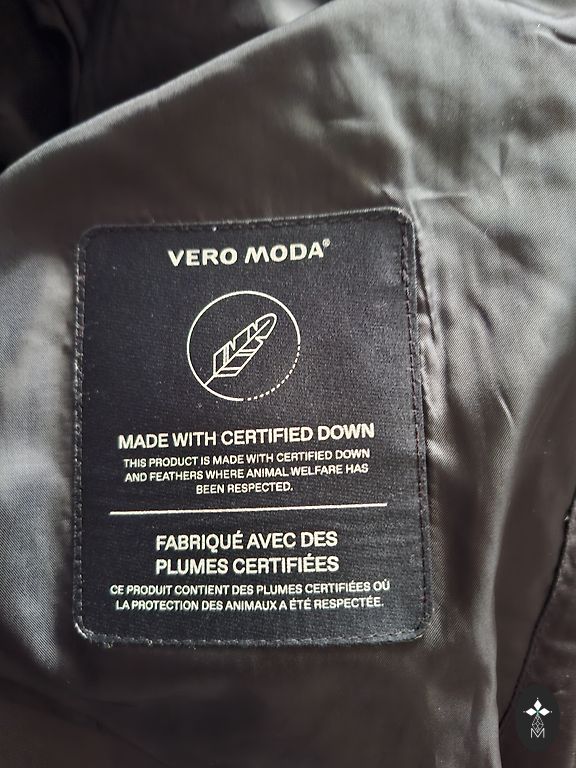 VERO MODA®
MADE WITH CERTIFIED DOWN
THIS PRODUCT IS MADE WITH CERTIFIED DOWN
AND FEATHERS WHERE ANIMAL WELFARE HAS
BEEN RESPECTED.
FABRIQUÉ AVEC DES
PLUMES CERTIFIÉES
CE PRODUIT CONTIENT DES PLUMES CERTIFIÉES OÙ
LA PROTECTION DES ANIMAUX A ÉTÉ RESPECTÉE.
M